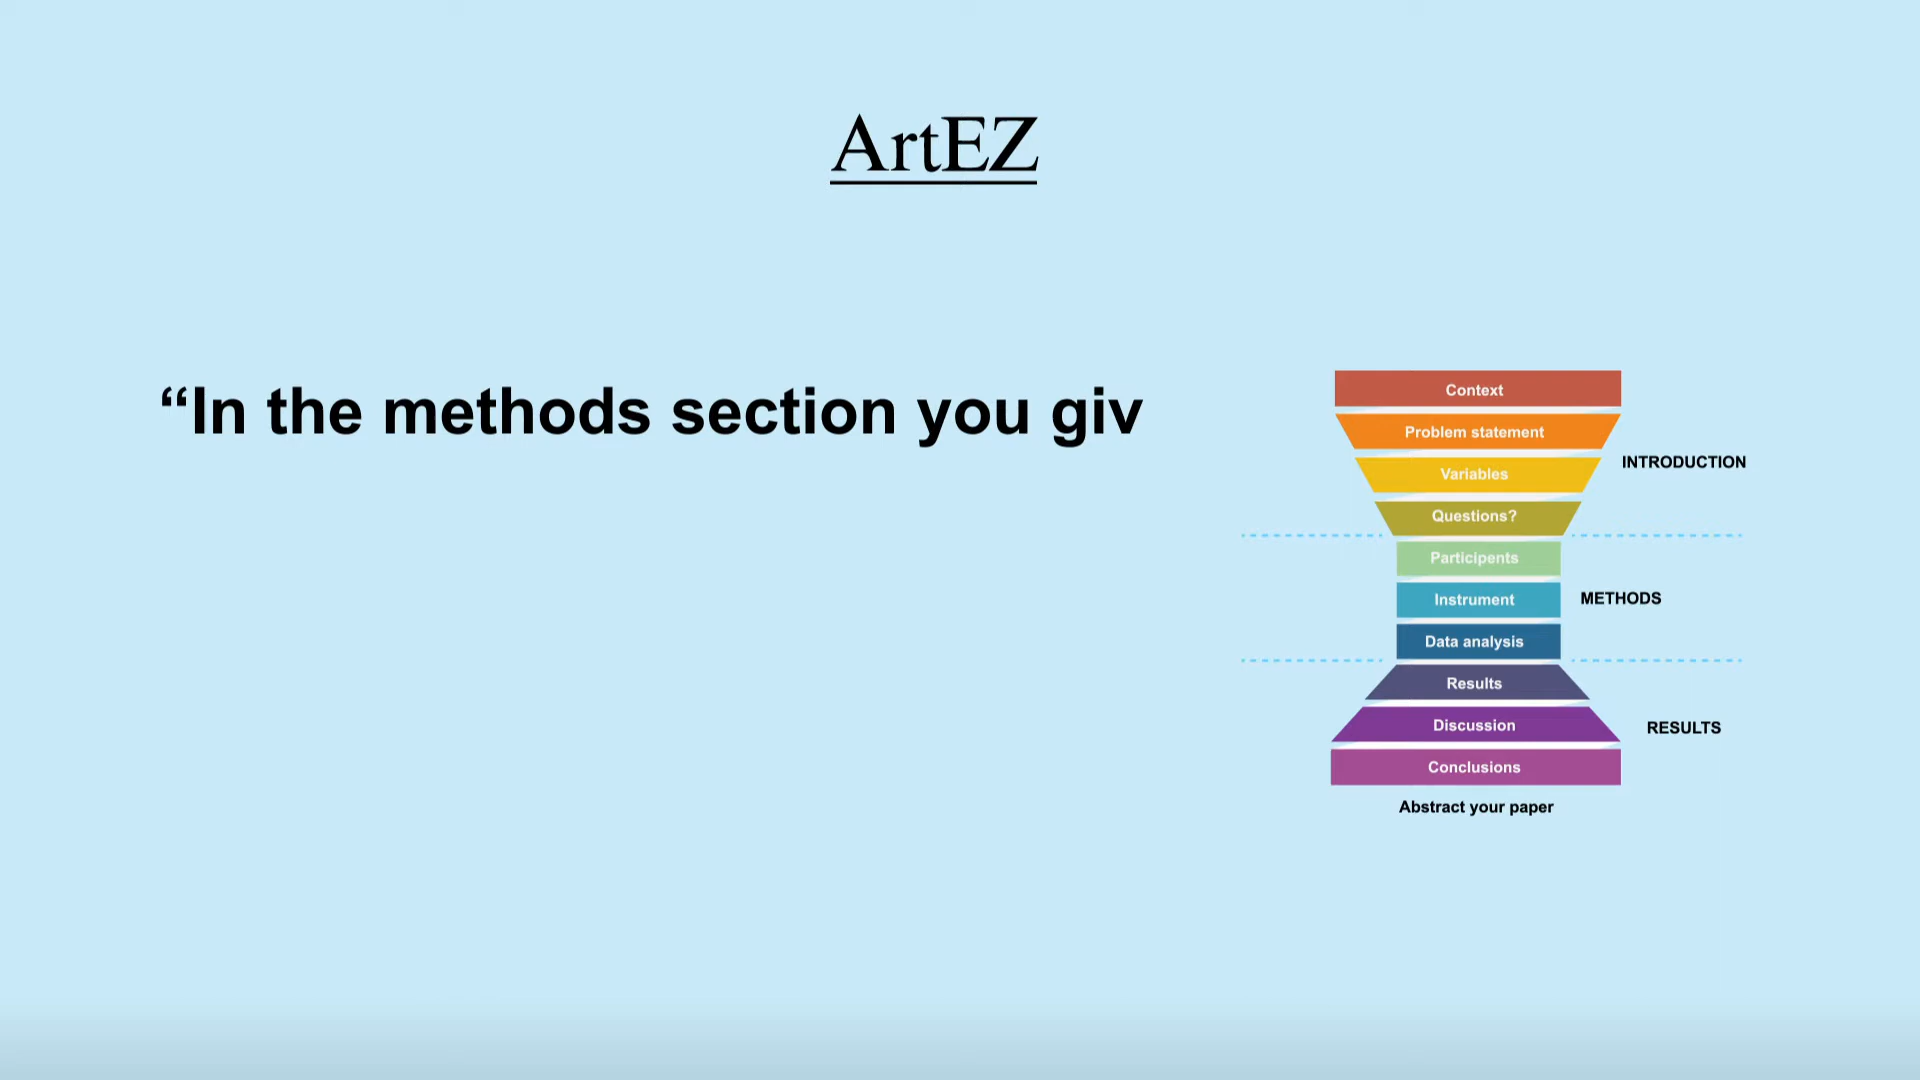 ArtEZ
“In the methods section you giv
Context
Problem statement
Variables
Questions?
INTRODUCTION
Participents
Instrument
Data analysis
METHODS
Results
Discussion
Conclusions
RESULTS
Abstract your paper